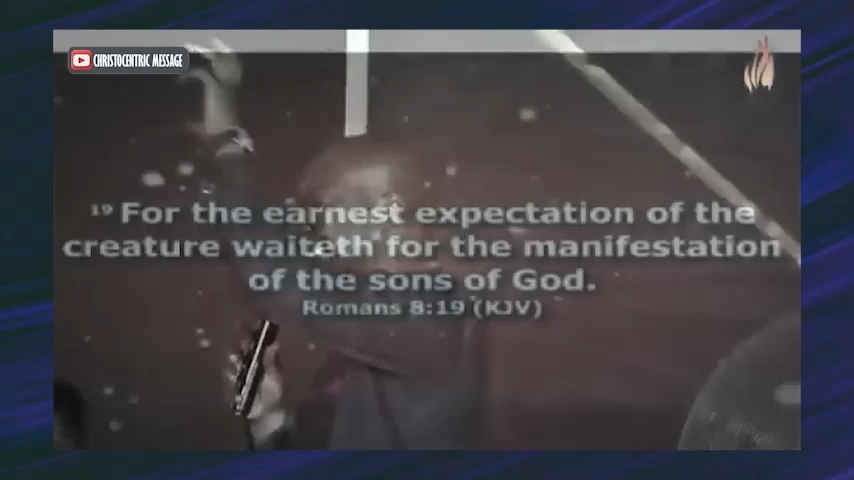 CHRISTOCENTRIC MESSAGE
19 For the earnest expectation of the
creature waiteth for the manifestation
of the sons of God.
Romans 8:19 (KJV)